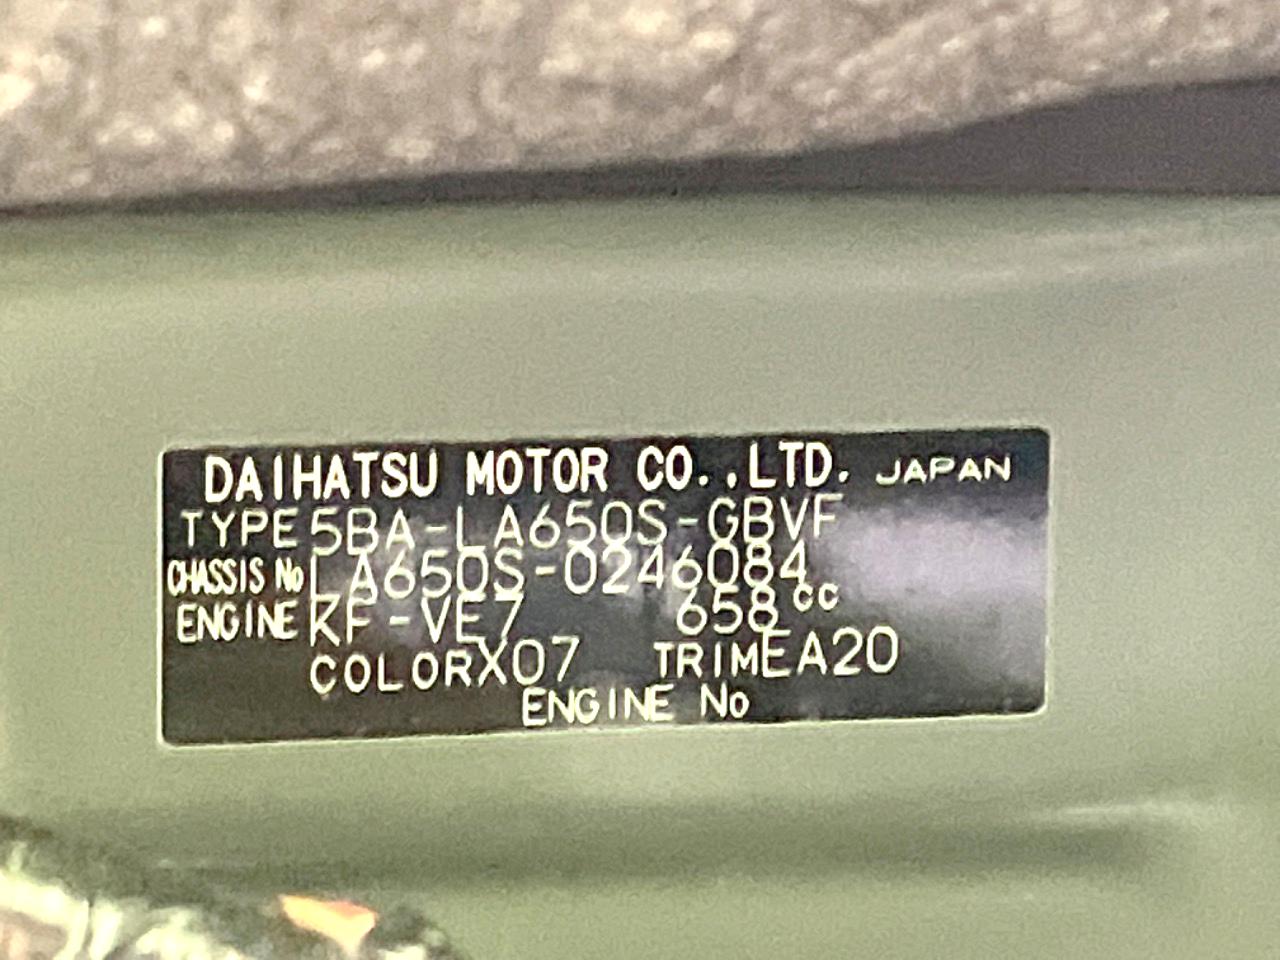 DAIHATSU MOTOR CO.,LTD. JAPAN
TYPE 5BA-LA650S-GBVF
CHASSIS No LA650S-0246084
ENGINE KF-VE7 658cc
COLOR X07 TRIM EA20
ENGINE No